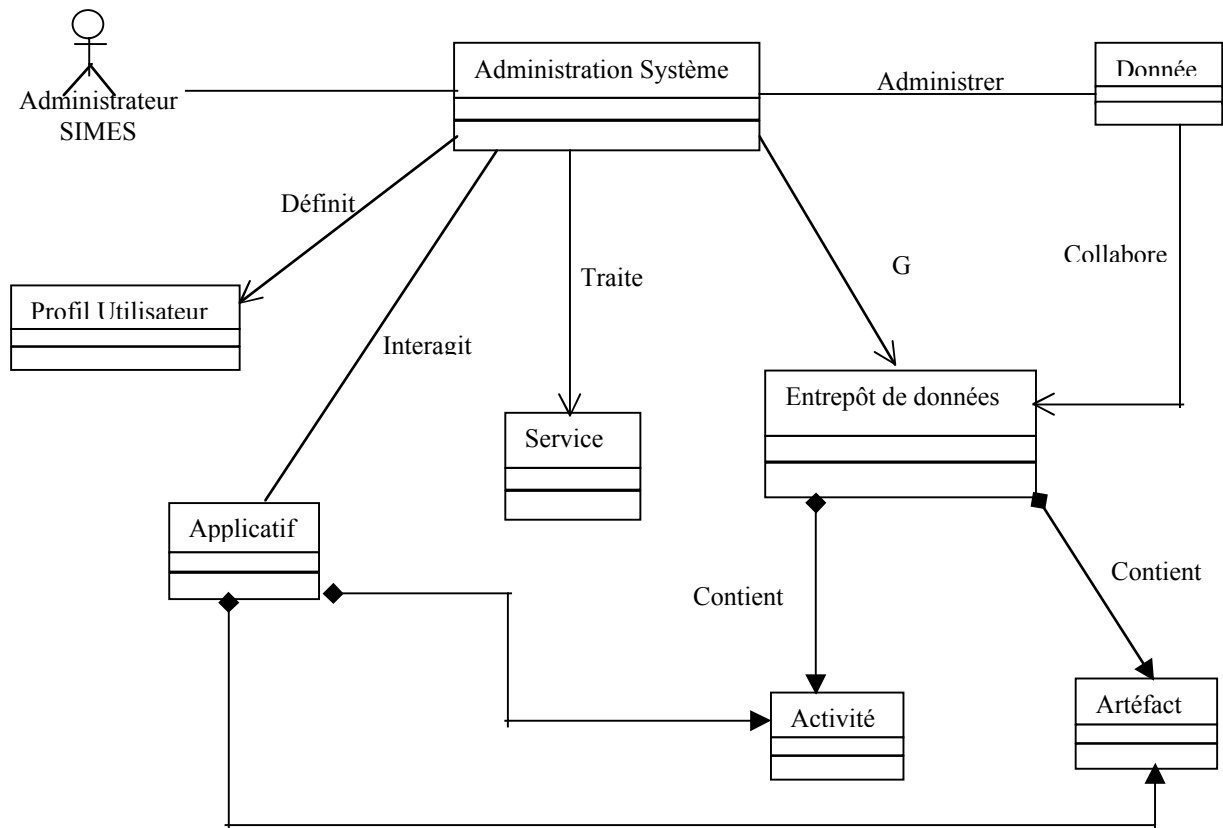 Administration Système
Donnée
Administrer
Administrateur
SIMES
Définit
Collabore
G
Traite
Profil Utilisateur
Interagit
Entrepôt de données
Service
Applicatif
Contient
Contient
Activité
Artéfact